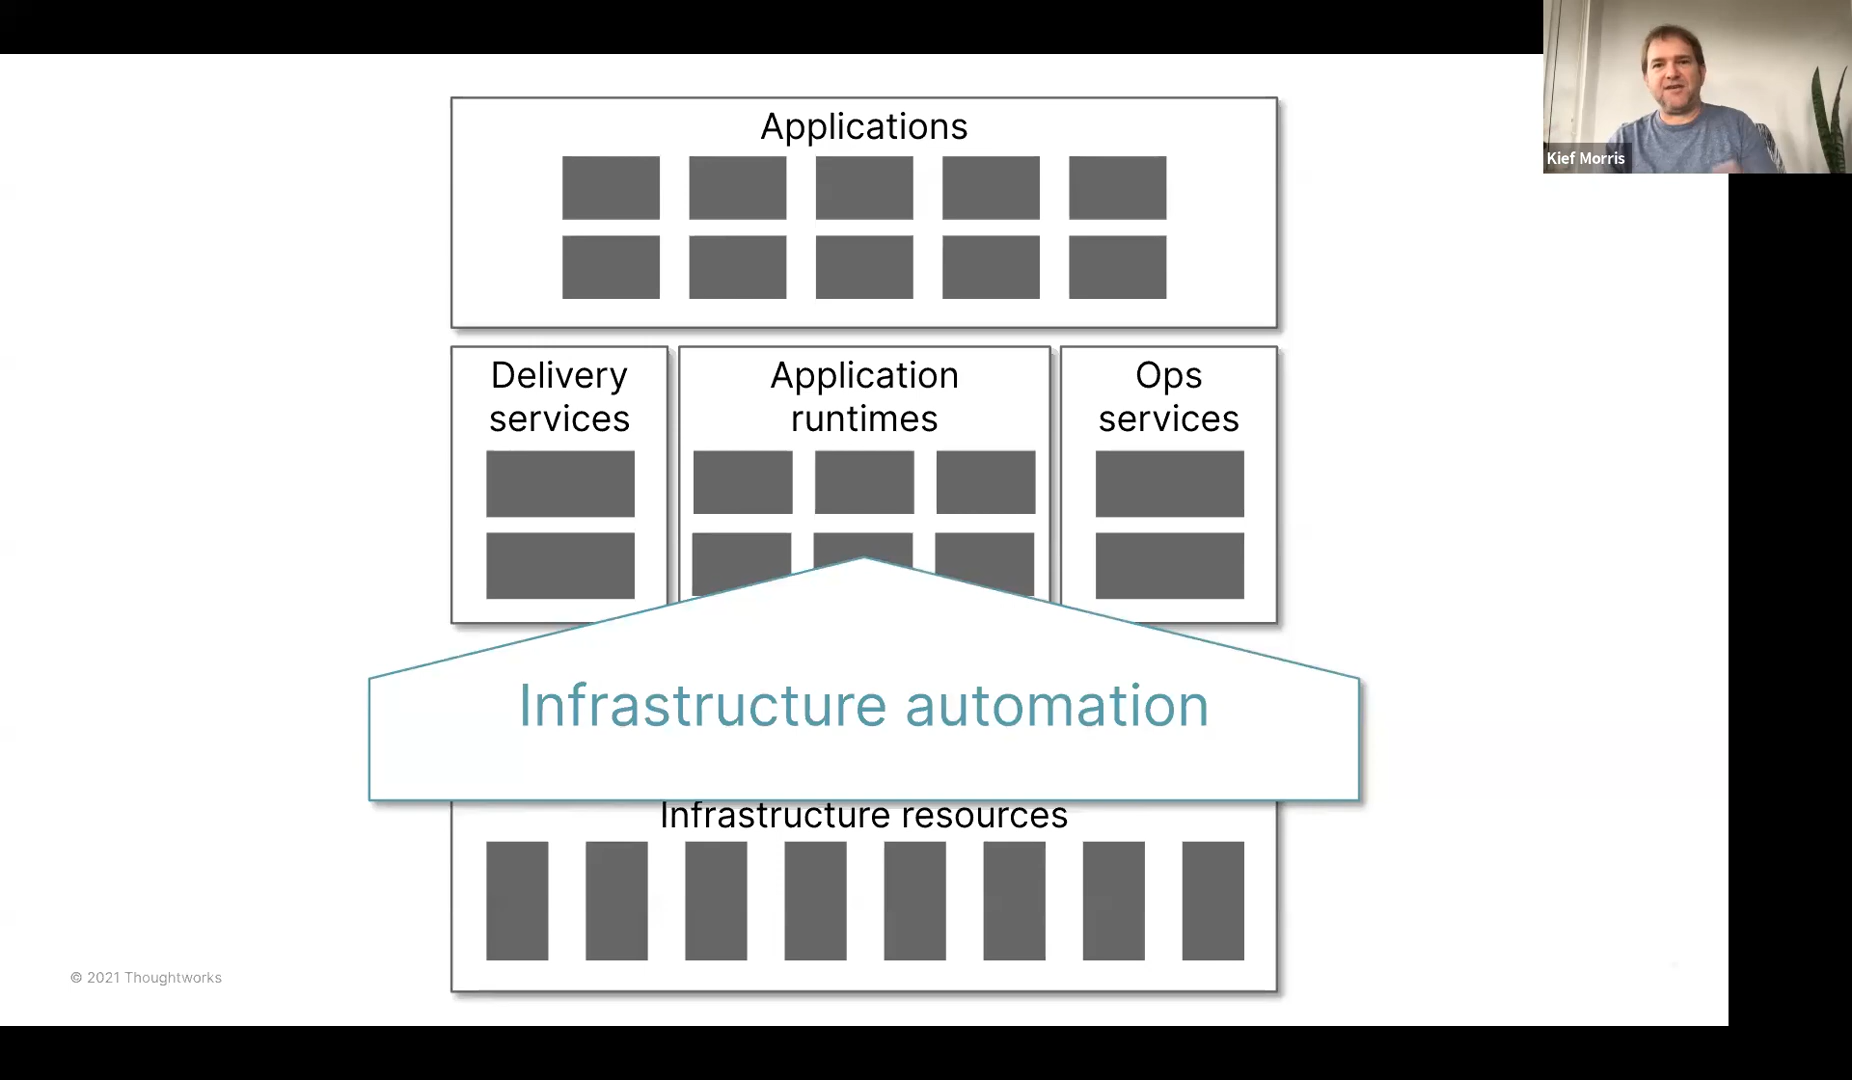 Kief Morris
Applications
Delivery
services
Application
runtimes
Ops
services
Infrastructure automation
Infrastructure resources
© 2021 Thoughtworks